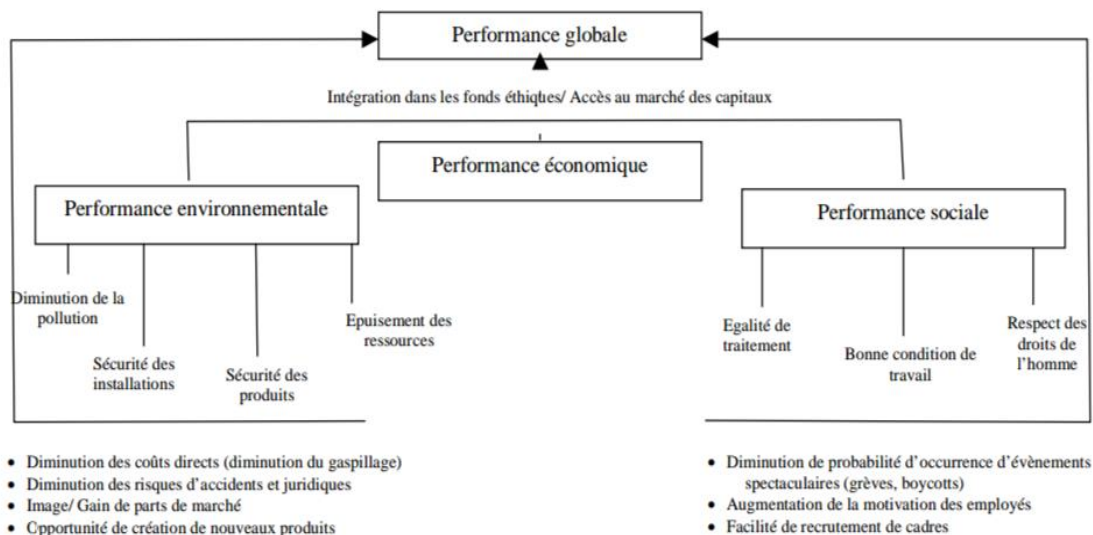 Performance globale
Intégration dans les fonds éthiques/ Accès au marché des capitaux
Performance économique
Performance environnementale
Performance sociale
Diminution de la
pollution
Sécurité des
installations
Sécurité des
produits
Epuisement des
ressources
Egalité de
traitement
Bonne condition de
travail
Respect des
droits de
l'homme
• Diminution des coûts directs (diminution du gaspillage)
• Diminution des risques d'accidents et juridiques
• Image/ Gain de parts de marché
• Opportunité de création de nouveaux produits
• Diminution de probabilité d'occurrence d'évènements
spectaculaires (grèves, boycotts)
• Augmentation de la motivation des employés
• Facilité de recrutement de cadres